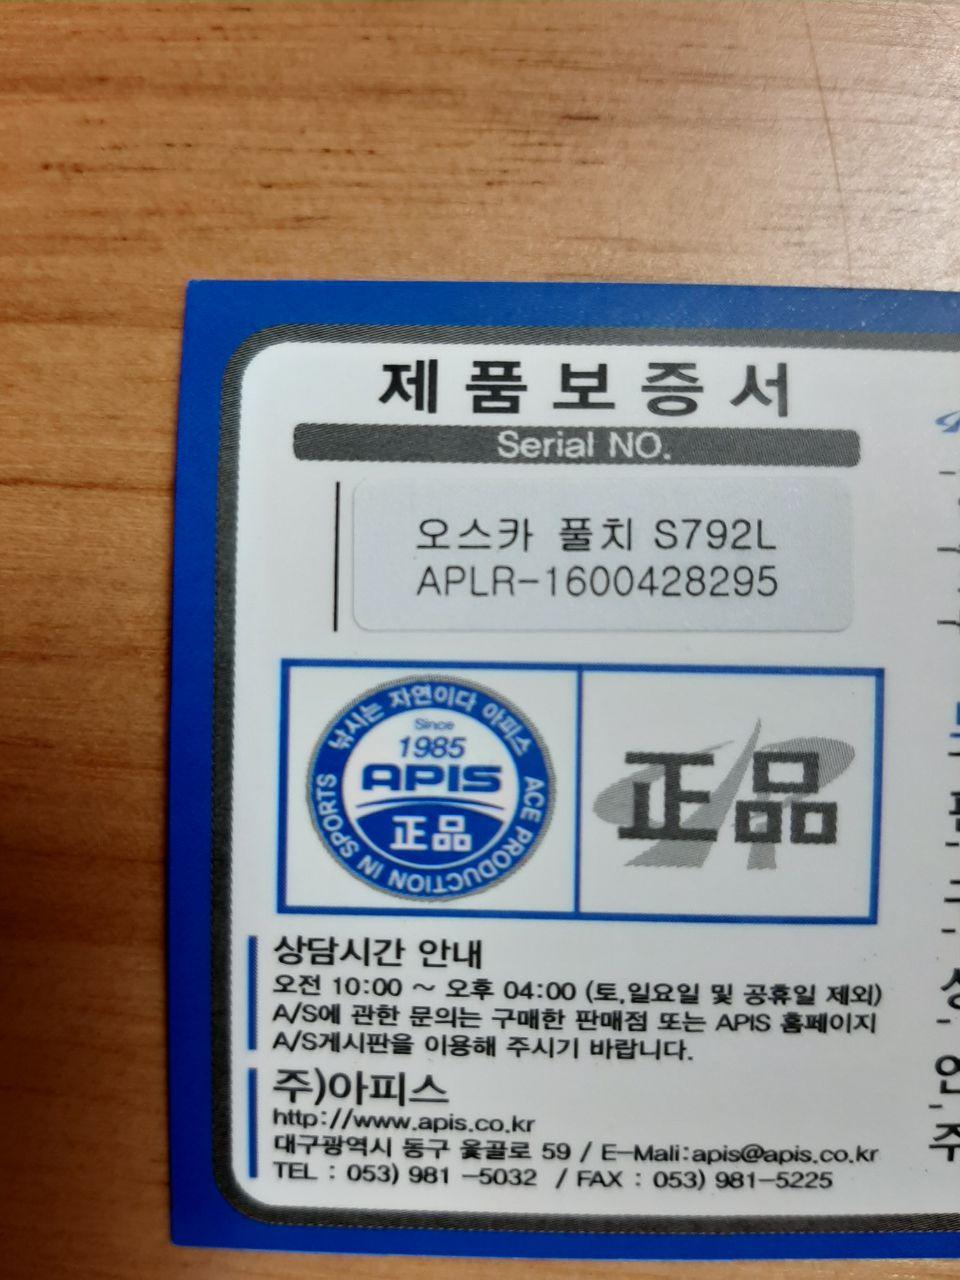 제품보증서
Serial NO.
오스카 풀치 S792L
APLR-1600428295
낚시는 자연이다 아피스
Since
1985
APIS
正品
ACE PRODUCTION IN SPORTS
正品
상담시간 안내
오전 10:00 ~ 오후 04:00 (토,일요일 및 공휴일 제외)
A/S에 관한 문의는 구매한 판매점 또는 APIS 홈페이지
A/S게시판을 이용해 주시기 바랍니다.
주)아피스
http://www.apis.co.kr
대구광역시 동구 옻골로 59 / E-Mali:apis@apis.co.kr
TEL : 053) 981 -5032 / FAX : 053) 981-5225